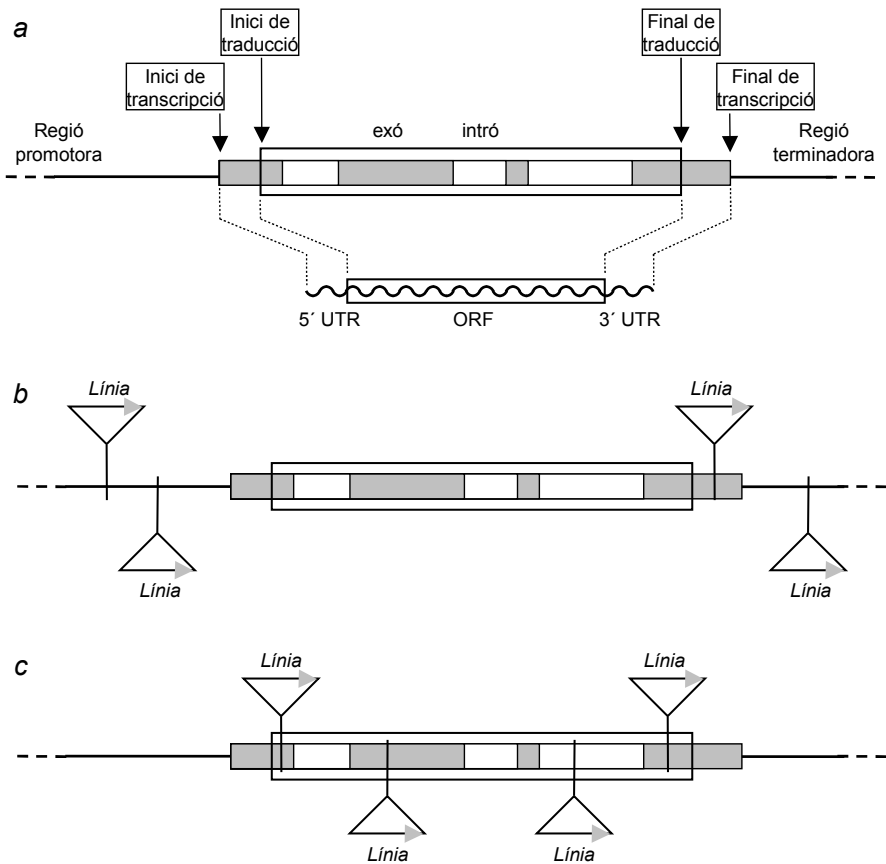 a
Inici de
traducció
Final de
traducció
Inici de
transcripció
Final de
transcripció
Regió
promotora
exó
intró
Regió
terminadora
5´ UTR
ORF
3´ UTR
b
Línia
Línia
Línia
Línia
c
Línia
Línia
Línia
Línia